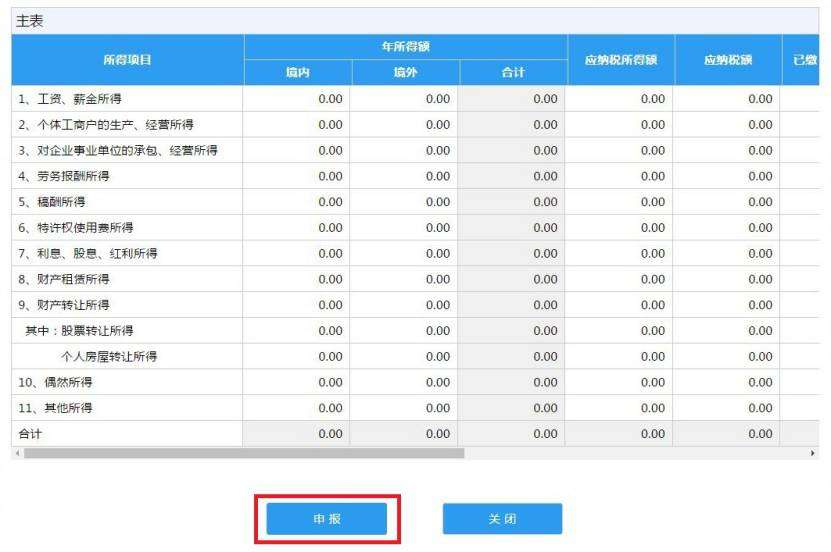 主表
所得项目 年所得额 应纳税所得额 应纳税额 已缴
境内 境外 合计
1、工资、薪金所得 0.00 0.00 0.00 0.00 0.00
2、个体工商户的生产、经营所得 0.00 0.00 0.00 0.00 0.00
3、对企业事业单位的承包、经营所得 0.00 0.00 0.00 0.00 0.00
4、劳务报酬所得 0.00 0.00 0.00 0.00 0.00
5、稿酬所得 0.00 0.00 0.00 0.00 0.00
6、特许权使用费所得 0.00 0.00 0.00 0.00 0.00
7、利息、股息、红利所得 0.00 0.00 0.00 0.00 0.00
8、财产租赁所得 0.00 0.00 0.00 0.00 0.00
9、财产转让所得 0.00 0.00 0.00 0.00 0.00
其中：股票转让所得 0.00 0.00 0.00 0.00 0.00
个人房屋转让所得 0.00 0.00 0.00 0.00 0.00
10、偶然所得 0.00 0.00 0.00 0.00 0.00
11、其他所得 0.00 0.00 0.00 0.00 0.00
合计 0.00 0.00 0.00 0.00 0.00
申报 关闭